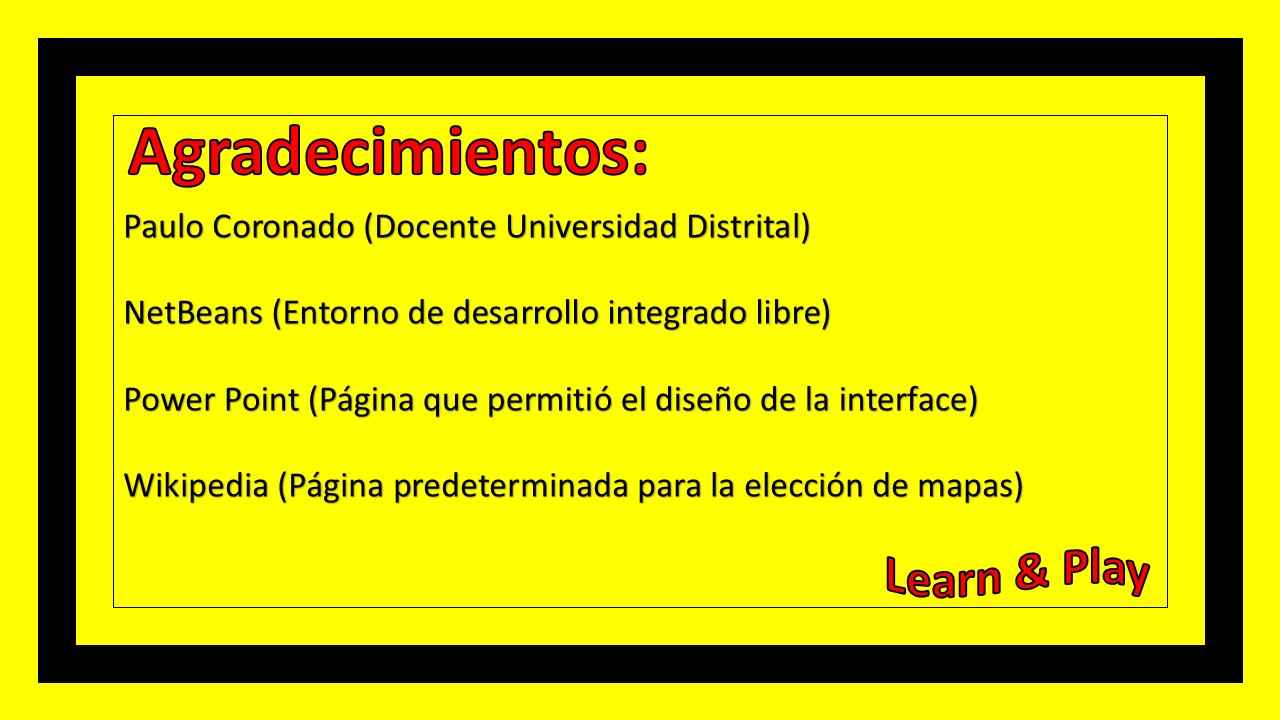 Agradecimientos:
Paulo Coronado (Docente Universidad Distrital)
NetBeans (Entorno de desarrollo integrado libre)
Power Point (Página que permitió el diseño de la interface)
Wikipedia (Página predeterminada para la elección de mapas)
Learn & Play